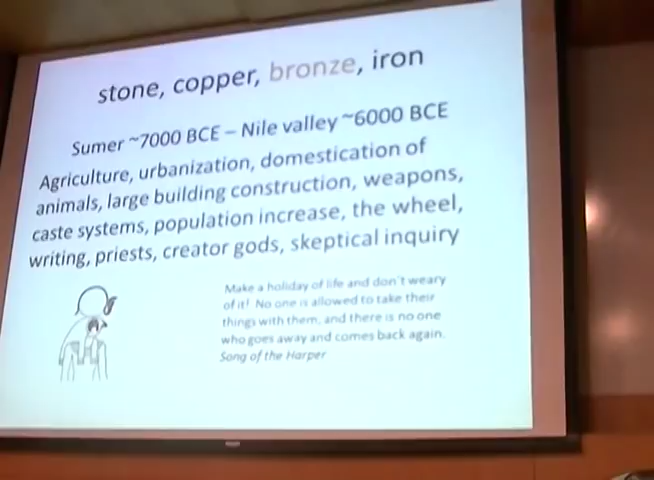 stone, copper, bronze, iron
Sumer ~7000 BCE – Nile valley ~6000 BCE
Agriculture, urbanization, domestication of
animals, large building construction, weapons,
caste systems, population increase, the wheel,
writing, priests, creator gods, skeptical inquiry
Make a holiday of life and don't weary
of it! No one is allowed to take their
things with them, and there is no one
who goes away and comes back again.
Song of the Harper